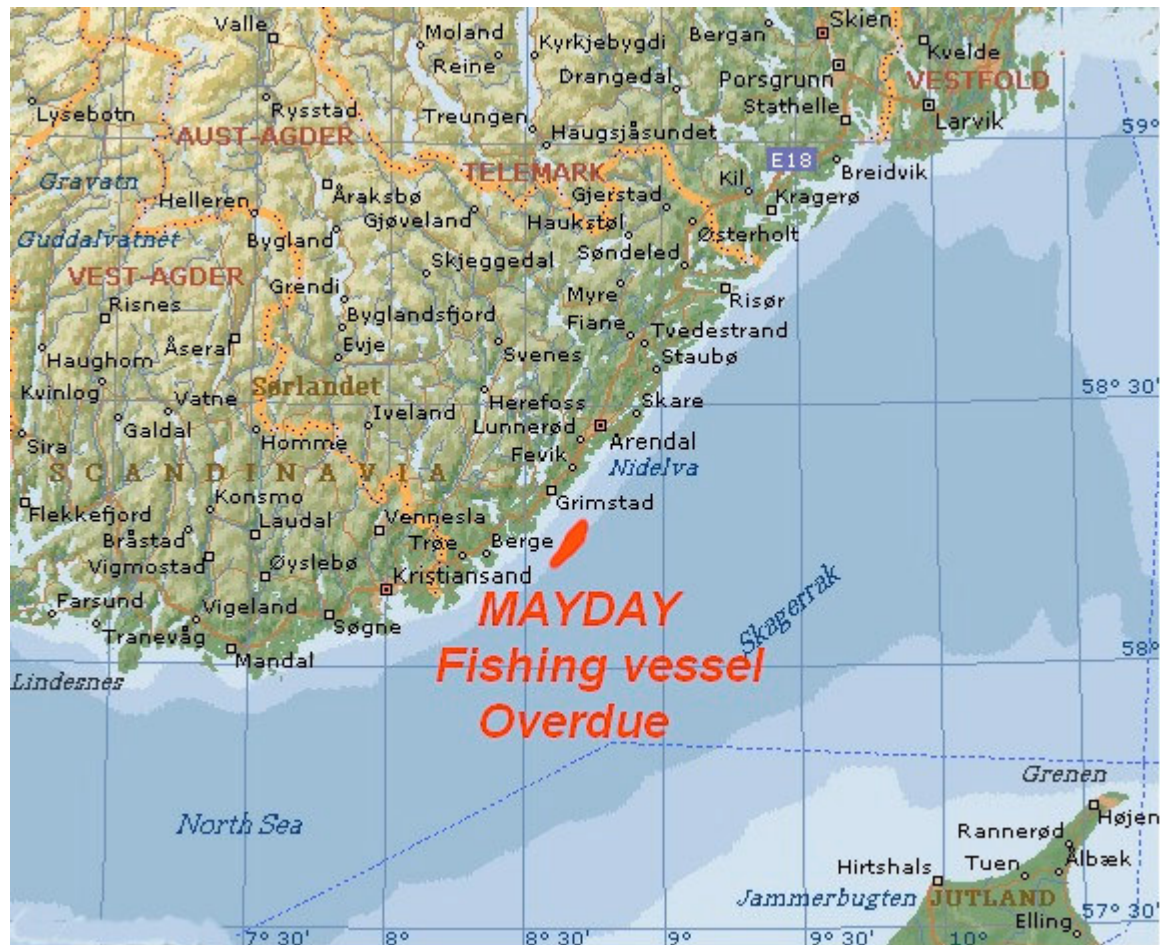 Valle
Moland
Bergan
Skien
Kyrkjebygdi
Kvelde
Reine
Drangedal
Porsgrunn
VESTFOLD
Lysebotn
Rysstad
Treungen
Stathelle
Larvik
59°
AUST-AGDER
Haugsjåsundet
E18
Gravatn
TELEMARK
Breidvik
Helleren
Åraksbø
Gjerstad
Kil
Kragerø
Gjøveland
Haukstøl
Guddalvatnet
Bygland
Østerholt
Skjeggedal
Søndeled
VEST-AGDER
Grendi
Myre
Risør
Risnes
Byglandsfjord
Fiane
Tvedestrand
Haughom
Åseral
Evje
Svenes
Staubø
Kvinlog
Sørlandet
58° 30'
Vatne
Iveland
Herefoss
Skare
Galdal
Lunnerød
Arendal
Sira
Homme
Fevik
Nidelva
SCANDINAVIA
Konsmo
Grimstad
Flekkefjord
Laudal
Vennesla
Bråstad
Trøe
Berge
Vigmostad
Øyslebø
Kristiansand
Farsund
Vigeland
MAYDAY
Skagerrak
Tranevåg
Søgne
Mandal
Fishing vessel
58°
Lindesnes
Overdue
Grenen
North Sea
Højen
Rannerød
Hirtshals
Tuen
Ålbæk
Jammerbugten
JUTLAND
Elling
57° 30'
7° 30'
8°
8° 30'
9°
9° 30'
10°